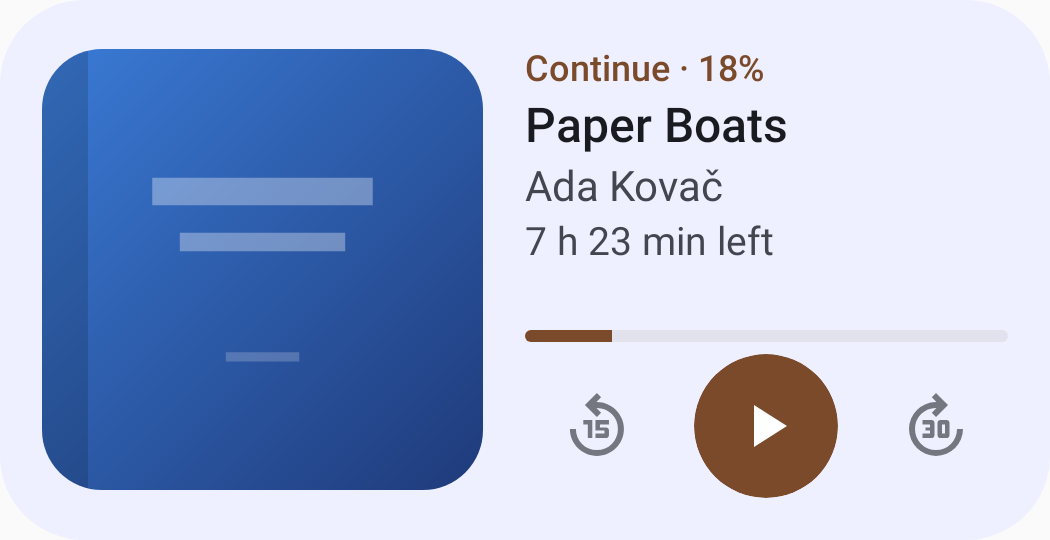 Continue · 18%
Paper Boats
Ada Kovač
7 h 23 min left
15
30